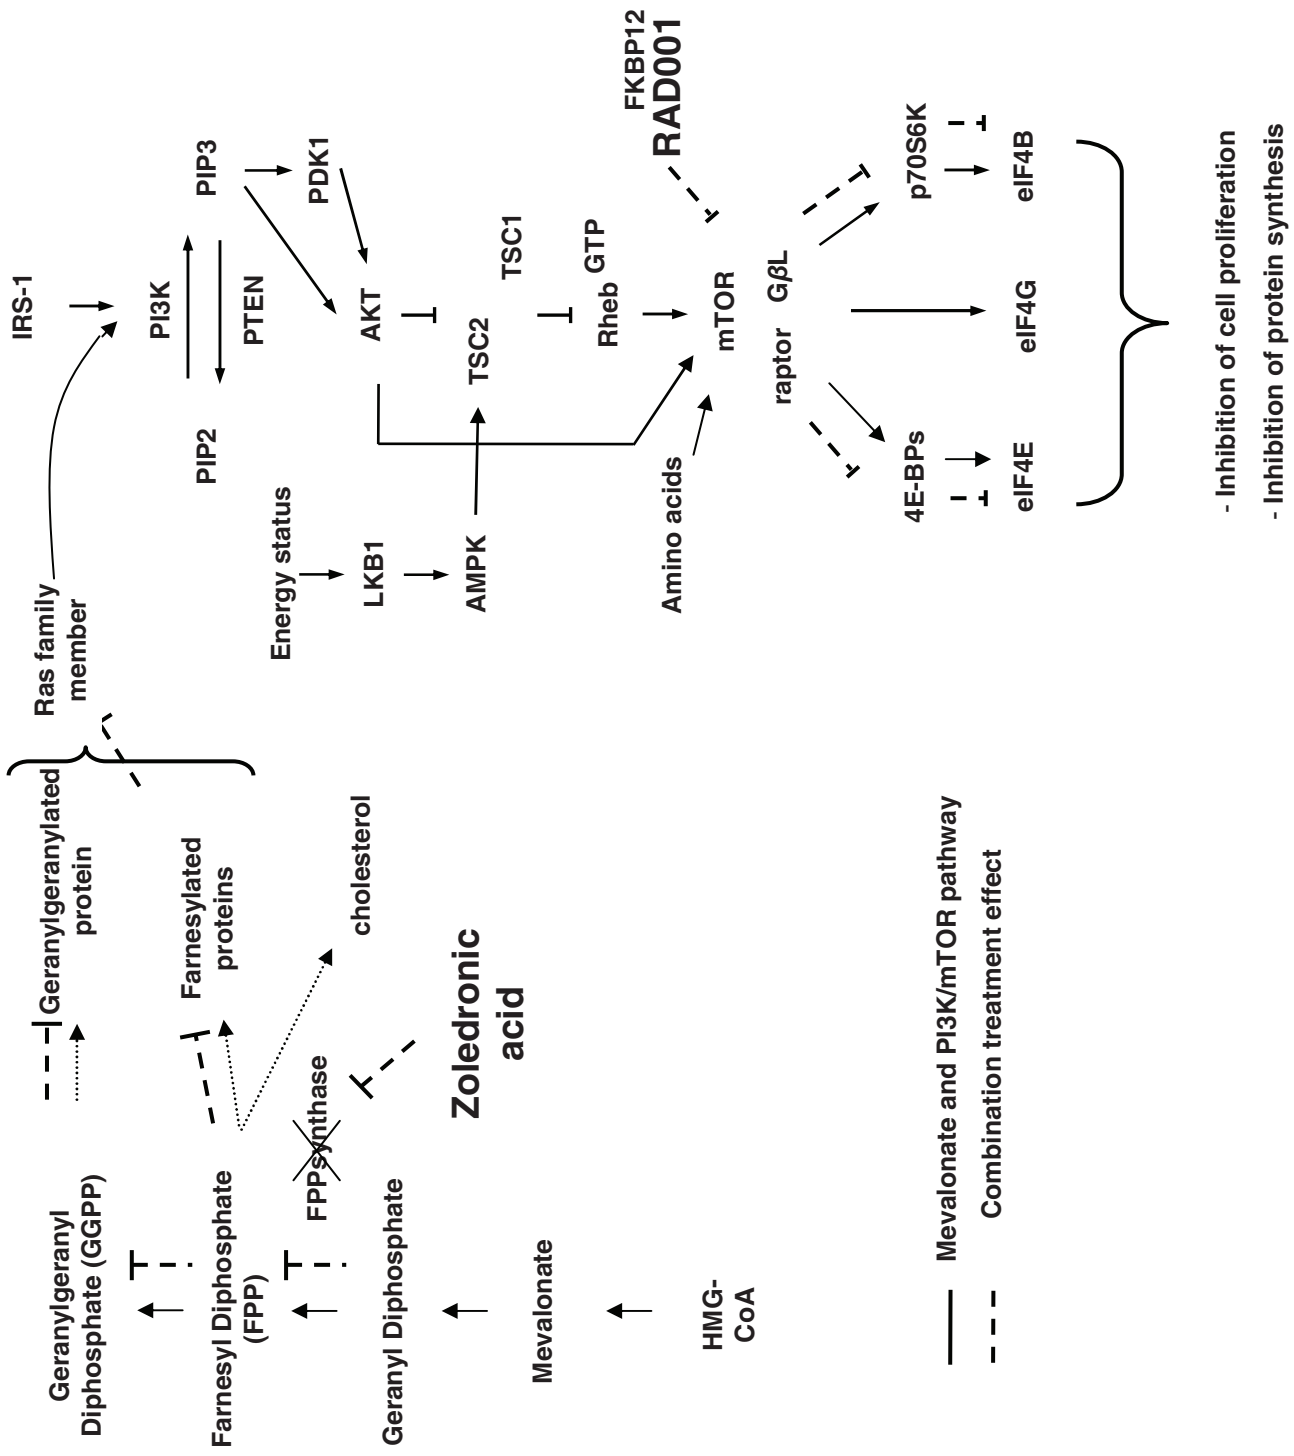 Geranylgeranyl
Diphosphate (GGPP)
Farnesyl Diphosphate
(FPP)
Geranyl Diphosphate
Mevalonate
HMG-
CoA
FPPsynthase
Zoledronic
acid
Geranylgeranylated
protein
Farnesylated
proteins
cholesterol
Ras family
member
IRS-1
PI3K
PIP2
PIP3
PTEN
PDK1
AKT
Energy status
LKB1
AMPK
TSC2
TSC1
Rheb
GTP
Amino acids
mTOR
raptor
GβL
FKBP12
RAD001
4E-BPs
p70S6K
eIF4E
eIF4G
eIF4B
- Inhibition of cell proliferation
- Inhibition of protein synthesis
Mevalonate and PI3K/mTOR pathway
Combination treatment effect